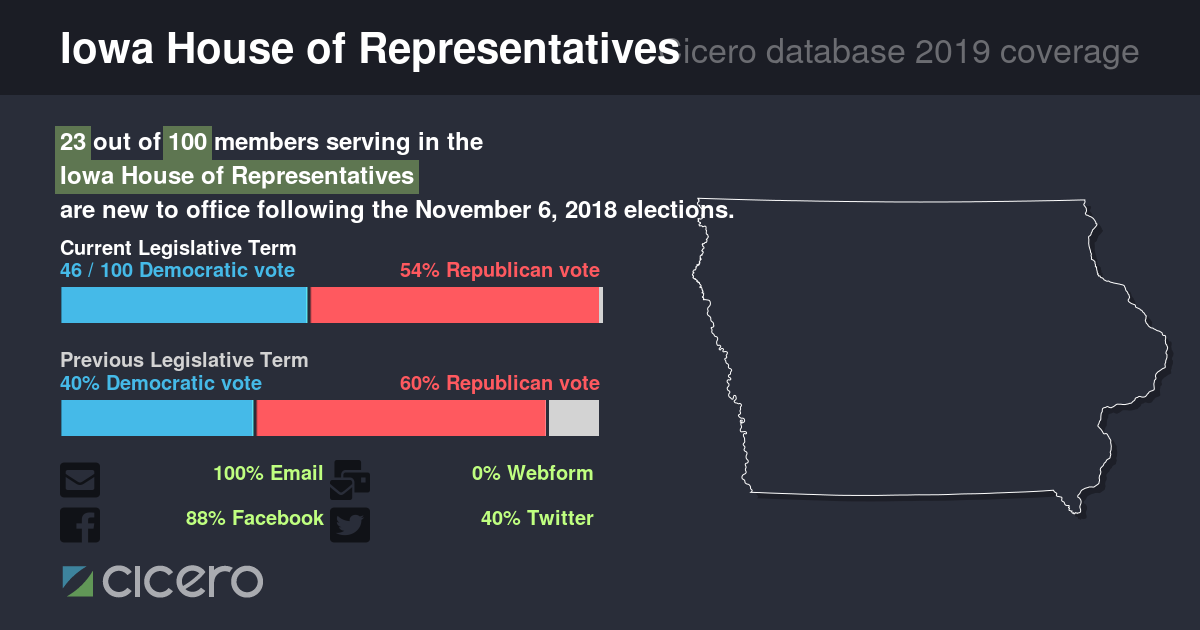 Iowa House of Representatives Cicero database 2019 coverage
23 out of 100 members serving in the
Iowa House of Representatives
are new to office following the November 6, 2018 elections.
Current Legislative Term
46 / 100 Democratic vote 54% Republican vote
Previous Legislative Term
40% Democratic vote 60% Republican vote
100% Email 0% Webform
88% Facebook 40% Twitter
cicero